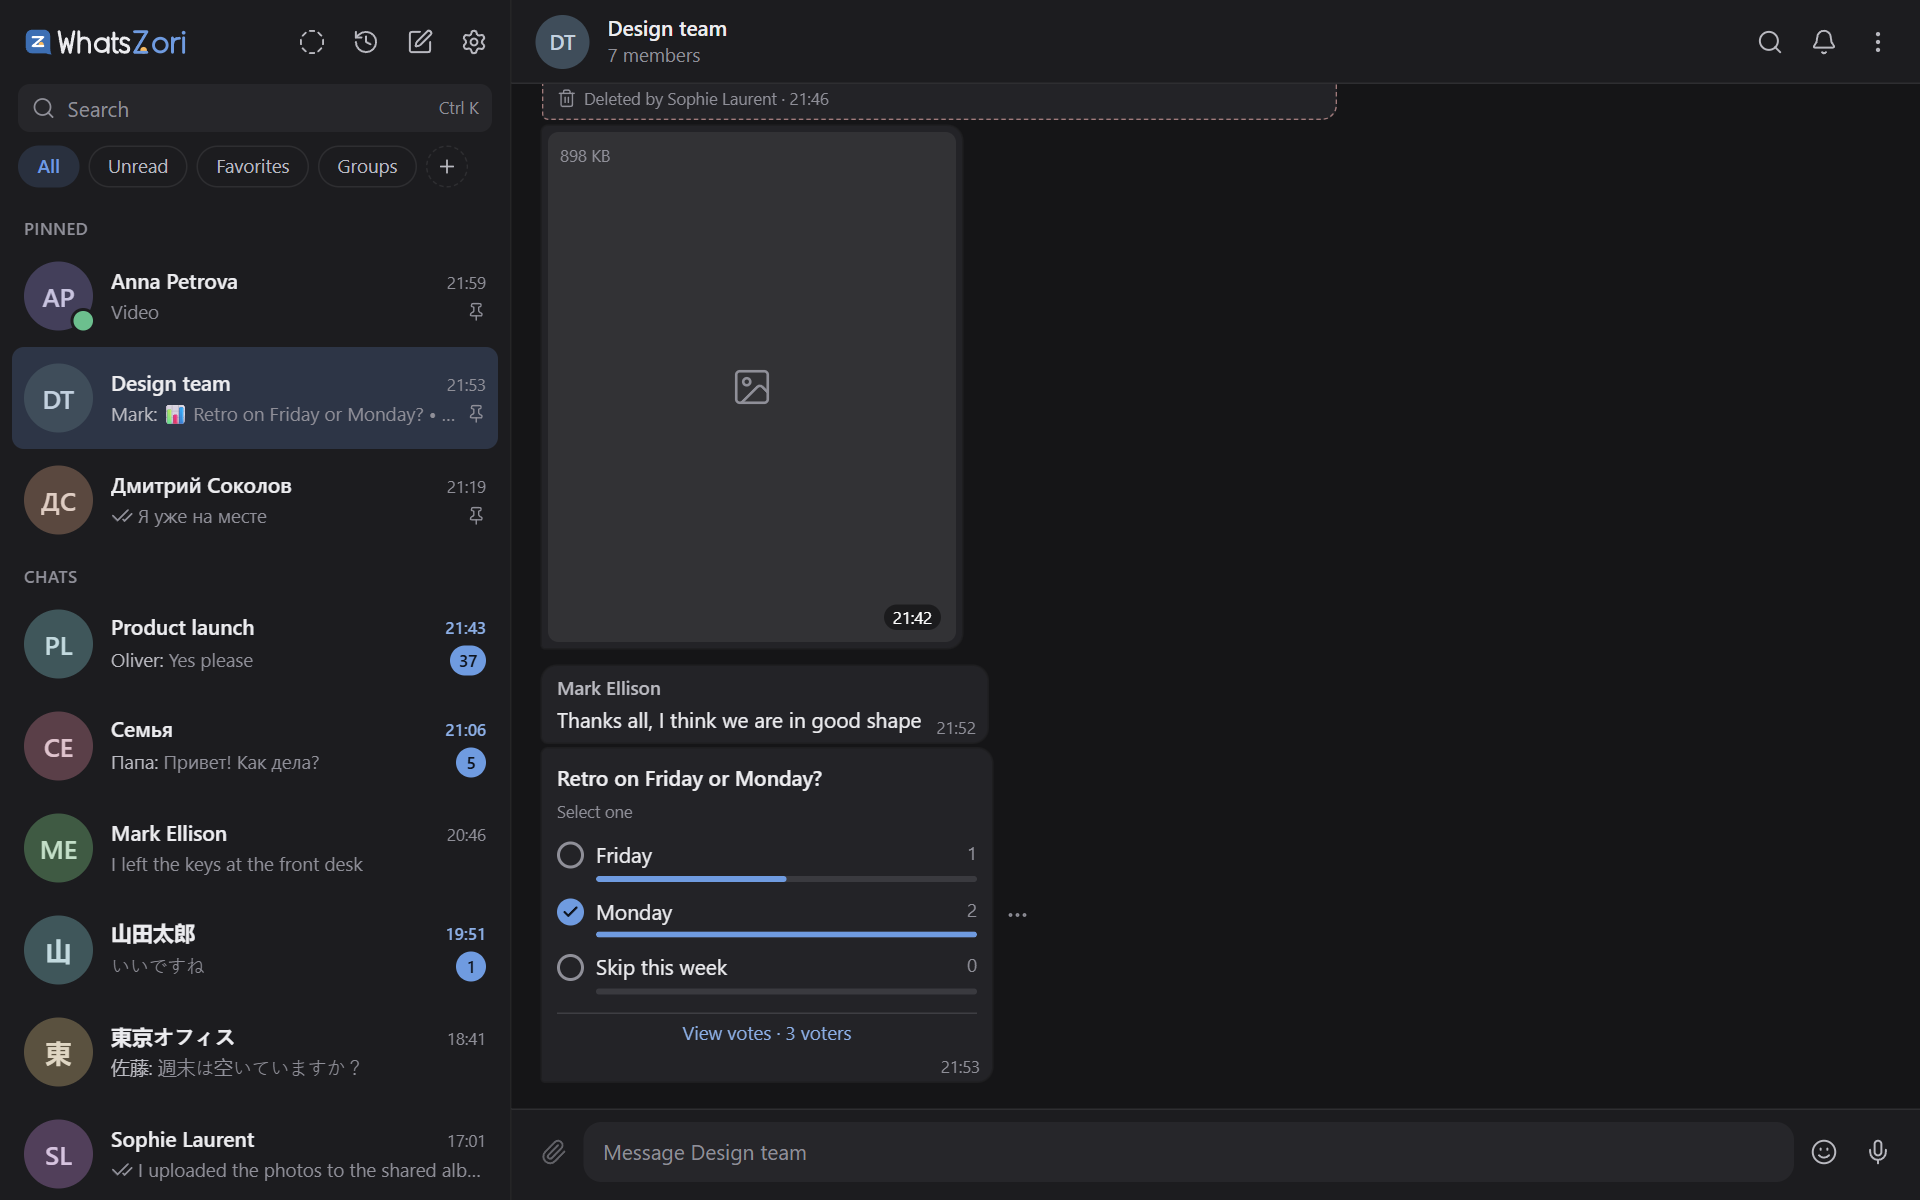 WhatsZori
Search Ctrl K
All Unread Favorites Groups +
PINNED
AP Anna Petrova 21:59
Video
DT Design team 21:53
Mark: 📊 Retro on Friday or Monday? • ...
ДС Дмитрий Соколов 21:19
Я уже на месте
CHATS
PL Product launch 21:43
Oliver: Yes please 37
СЕ Семья 21:06
Папа: Привет! Как дела? 5
ME Mark Ellison 20:46
I left the keys at the front desk
山 山田太郎 19:51
いいですね 1
東 東京オフィス 18:41
佐藤: 週末は空いていますか？
SL Sophie Laurent 17:01
I uploaded the photos to the shared alb...
DT Design team
7 members
Deleted by Sophie Laurent · 21:46
898 KB
21:42
Mark Ellison
Thanks all, I think we are in good shape 21:52
Retro on Friday or Monday?
Select one
Friday 1
Monday 2
Skip this week 0
View votes · 3 voters
21:53
Message Design team